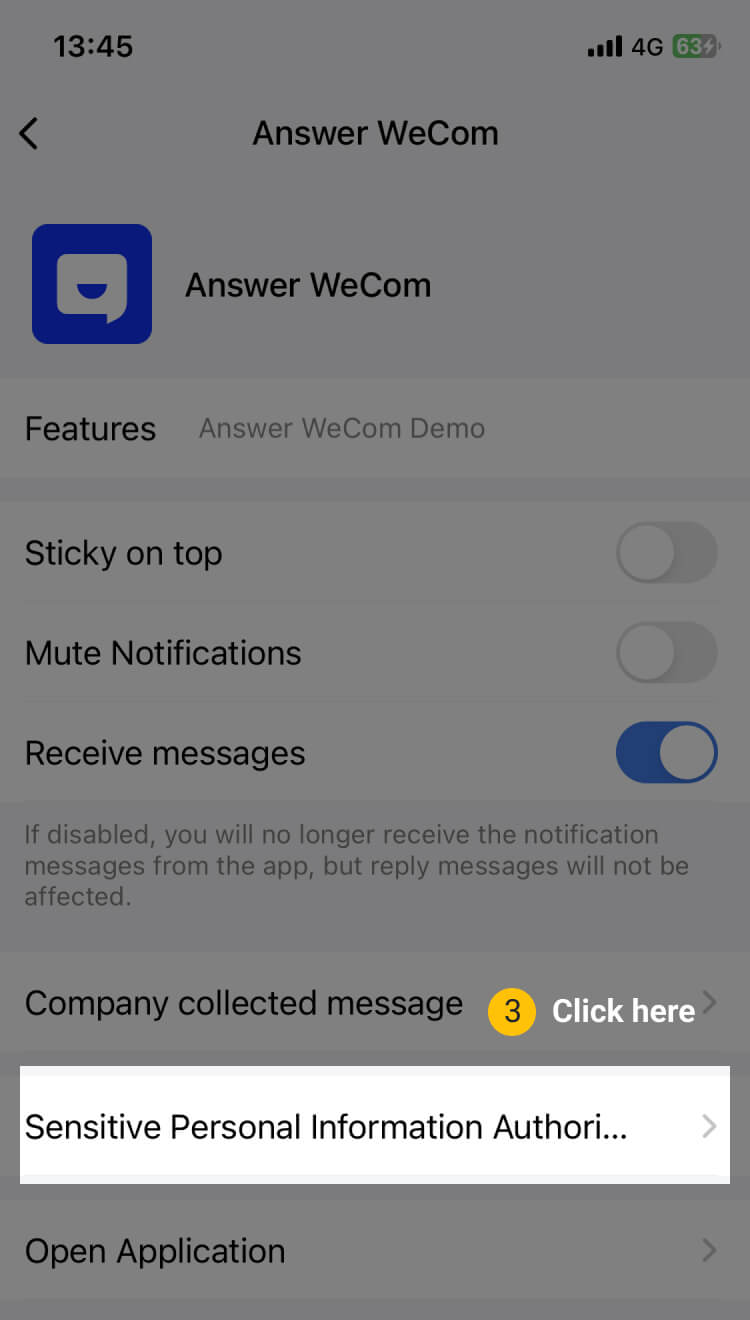 13:45
4G 63
Answer WeCom
Answer WeCom
Features Answer WeCom Demo
Sticky on top
Mute Notifications
Receive messages
If disabled, you will no longer receive the notification
messages from the app, but reply messages will not be
affected.
Company collected message 3 Click here
Sensitive Personal Information Authori...
Open Application